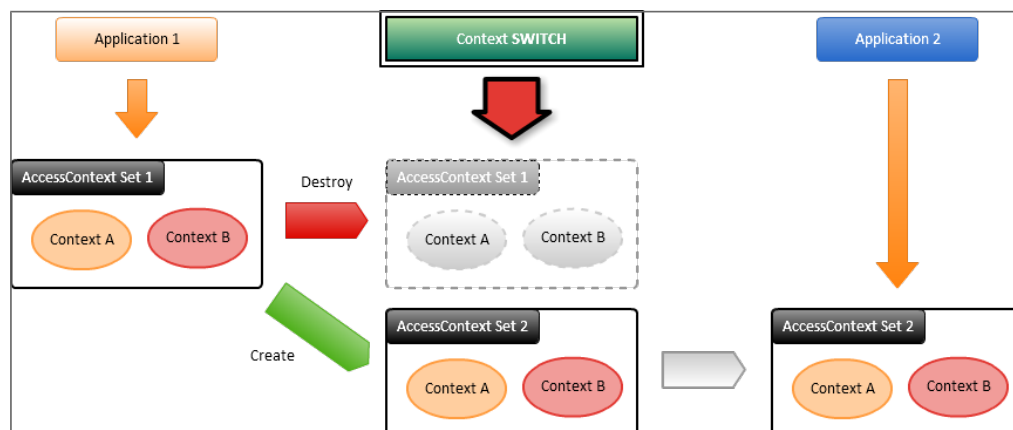 Application 1
Context SWITCH
Application 2
AccessContext Set 1
Context A
Context B
Destroy
AccessContext Set 1
Context A
Context B
Create
AccessContext Set 2
Context A
Context B
AccessContext Set 2
Context A
Context B